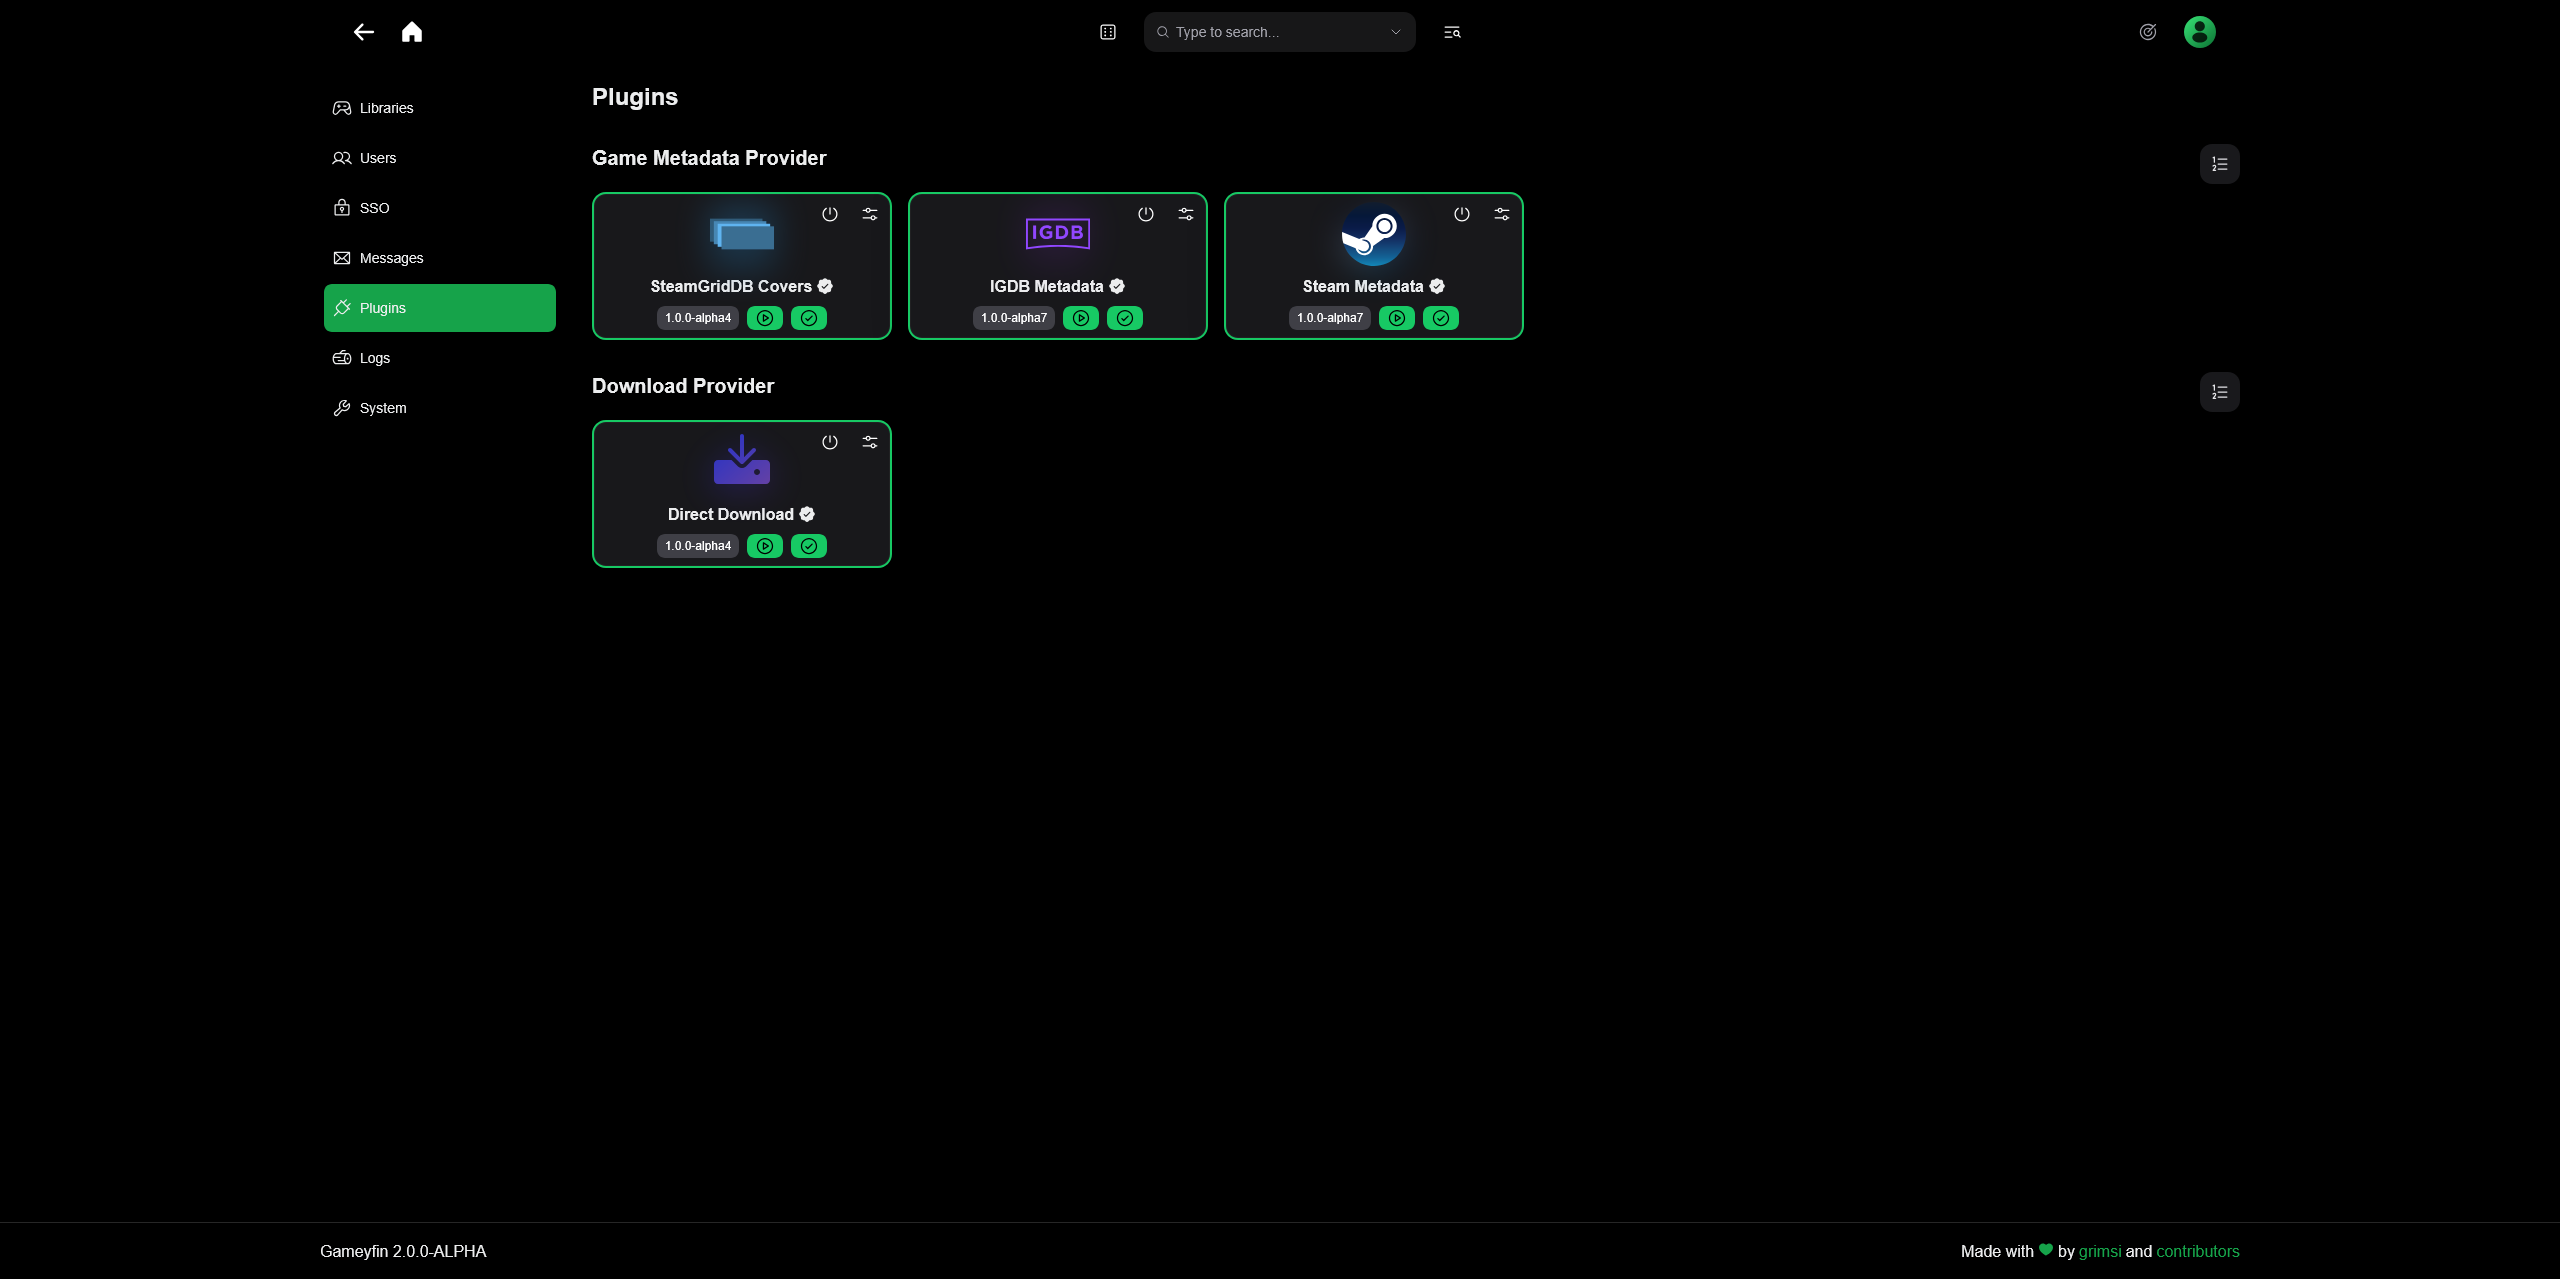 Type to search...
Libraries
Users
SSO
Messages
Plugins
Logs
System
Plugins
Game Metadata Provider
SteamGridDB Covers
1.0.0-alpha4
IGDB
IGDB Metadata
1.0.0-alpha7
Steam Metadata
1.0.0-alpha7
Download Provider
Direct Download
1.0.0-alpha4
Gameyfin 2.0.0-ALPHA
Made with by grimsi and contributors